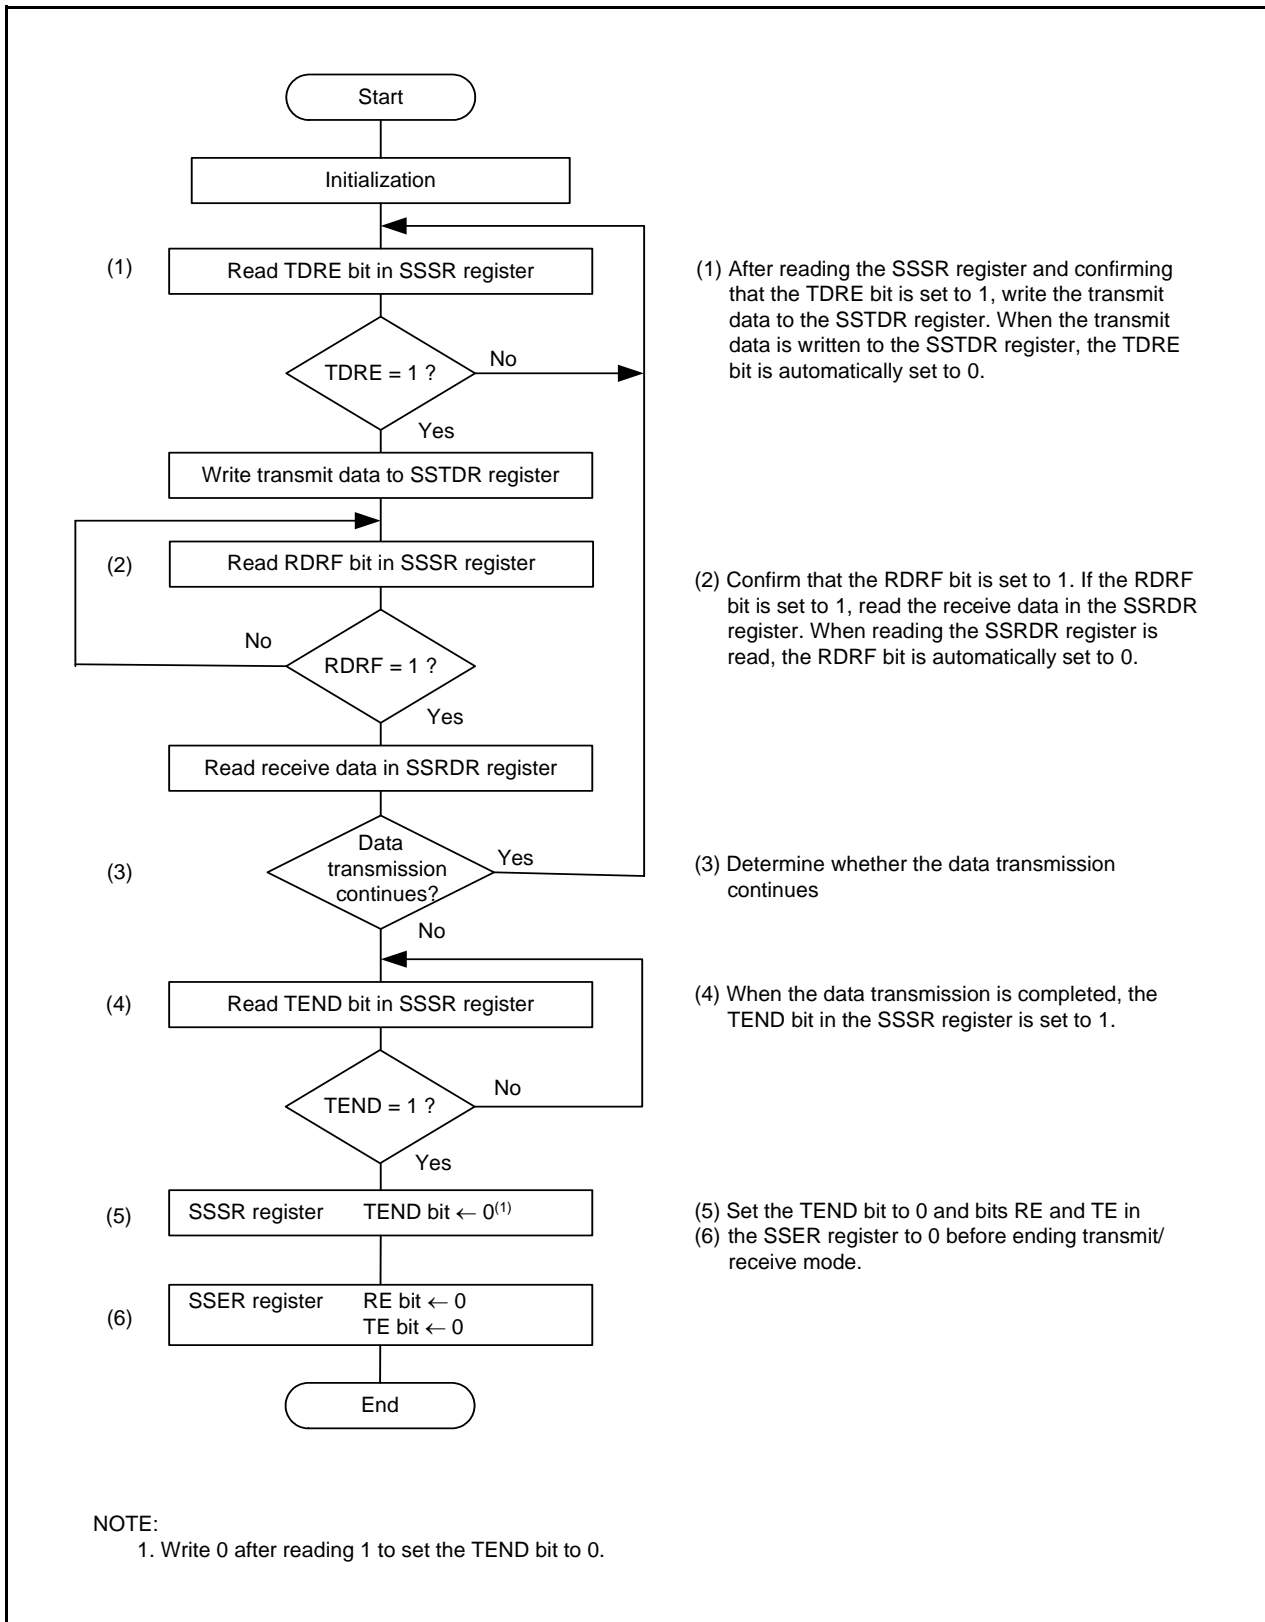 Start
Initialization
(1)
Read TDRE bit in SSSR register
TDRE = 1 ?
No
Yes
Write transmit data to SSTDR register
(2)
Read RDRF bit in SSSR register
No
RDRF = 1 ?
Yes
Read receive data in SSRDR register
(3)
Data
transmission
continues?
Yes
No
(4)
Read TEND bit in SSSR register
TEND = 1 ?
No
Yes
(5)
SSSR register TEND bit ← 0(1)
(6)
SSER register RE bit ← 0
TE bit ← 0
End
(1) After reading the SSSR register and confirming
that the TDRE bit is set to 1, write the transmit
data to the SSTDR register. When the transmit
data is written to the SSTDR register, the TDRE
bit is automatically set to 0.
(2) Confirm that the RDRF bit is set to 1. If the RDRF
bit is set to 1, read the receive data in the SSRDR
register. When reading the SSRDR register is
read, the RDRF bit is automatically set to 0.
(3) Determine whether the data transmission
continues
(4) When the data transmission is completed, the
TEND bit in the SSSR register is set to 1.
(5) Set the TEND bit to 0 and bits RE and TE in
(6) the SSER register to 0 before ending transmit/
receive mode.
NOTE:
1. Write 0 after reading 1 to set the TEND bit to 0.